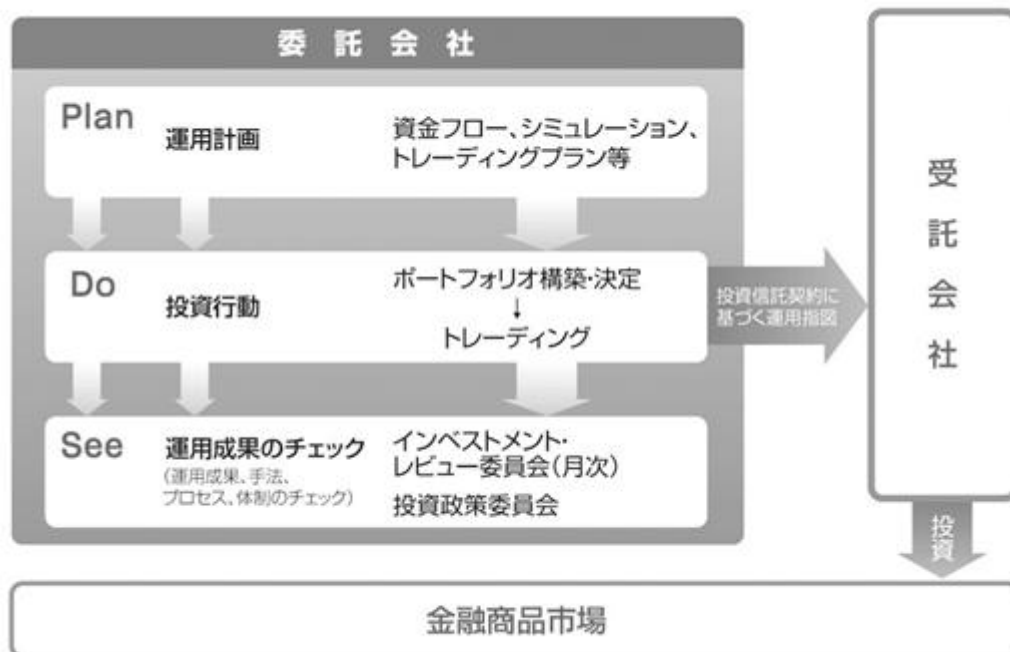 委託会社
Plan
運用計画
資金フロー、シミュレーション、
トレーディングプラン等
Do
投資行動
ポートフォリオ構築・決定
↓
トレーディング
投資信託契約に
基づく運用指図
See
運用成果のチェック
(運用成果、手法、
プロセス、体制のチェック)
インベストメント・
レビュー委員会(月次)
投資政策委員会
受託会社
投資
金融商品市場